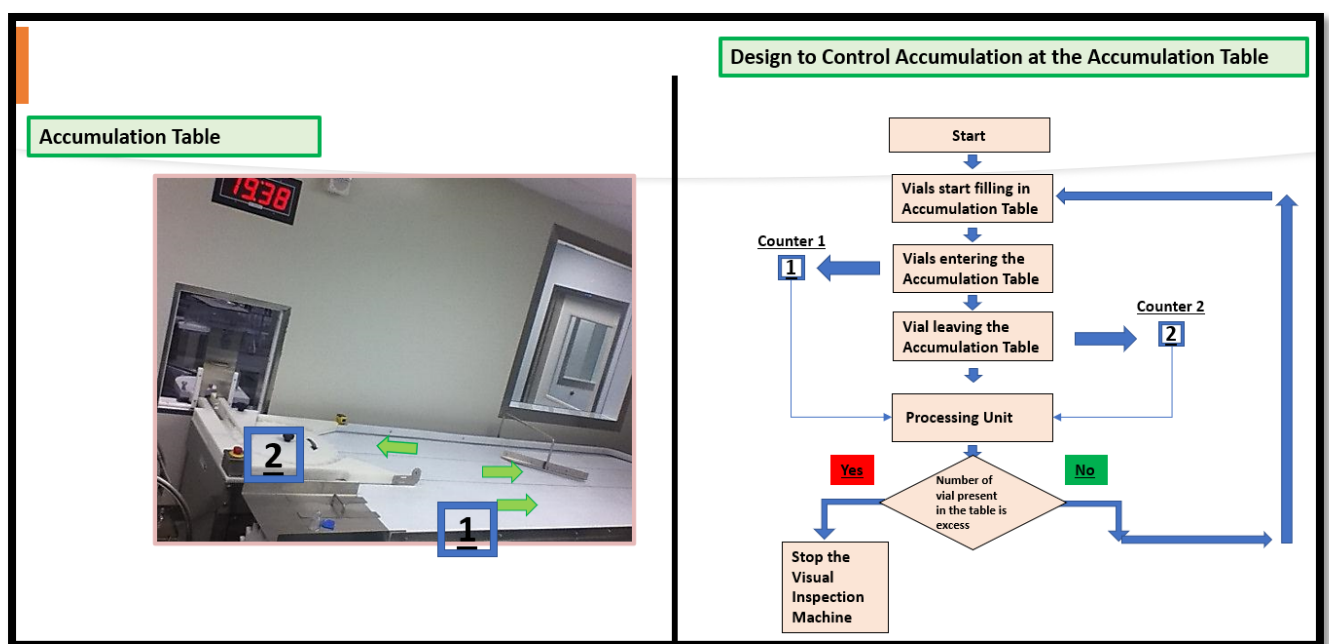 Design to Control Accumulation at the Accumulation Table
Accumulation Table
19:38
2
1
Start
Vials start filling in
Accumulation Table
Counter 1
1
Vials entering the
Accumulation Table
Counter 2
2
Vial leaving the
Accumulation Table
Processing Unit
Yes
No
Number of
vial present
in the table is
excess
Stop the
Visual
Inspection
Machine